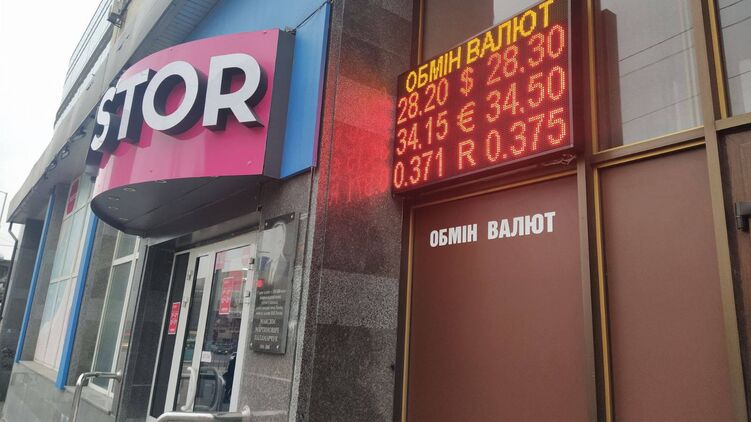 STOR
ОБМІН ВАЛЮТ
28.20 $ 28.30
34.15 € 34.50
0.371 R 0.375
ОБМІН ВАЛЮТ